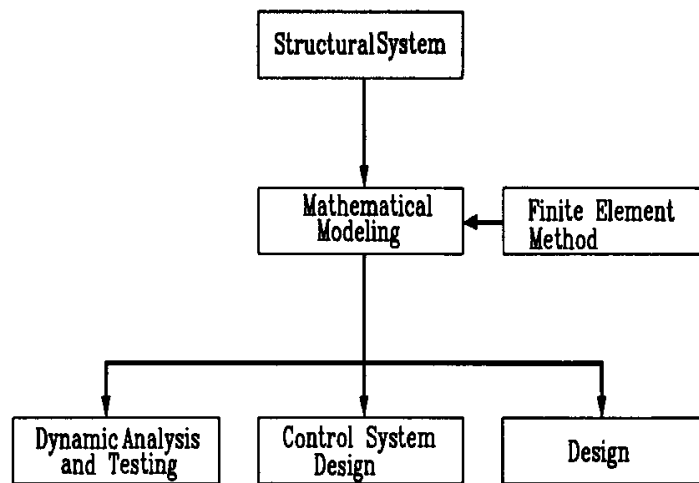 Structural System
Mathematical
Modeling
Finite Element
Method
Dynamic Analysis
and Testing
Control System
Design
Design